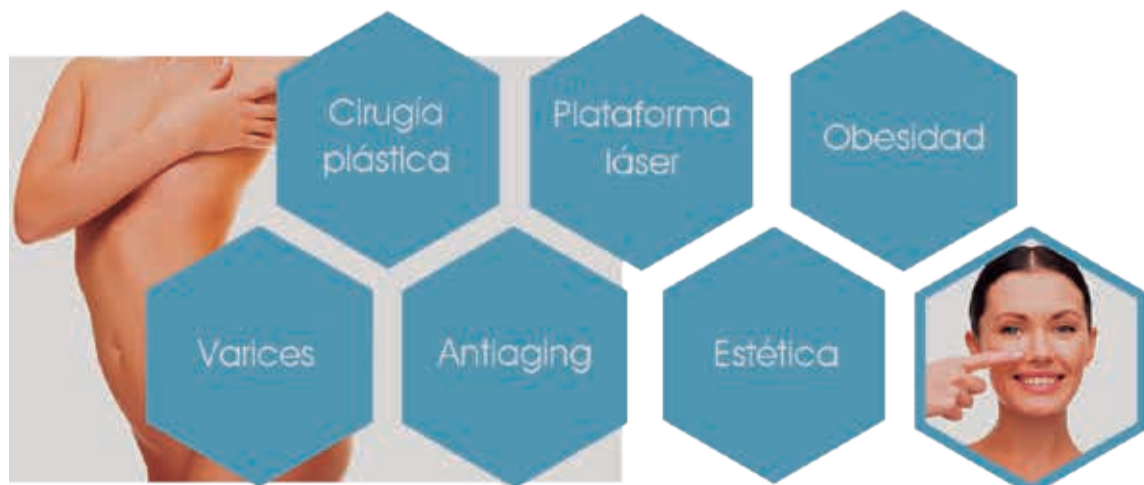 Cirugía
plástica
Plataforma
láser
Obesidad
Varices
Antiaging
Estética